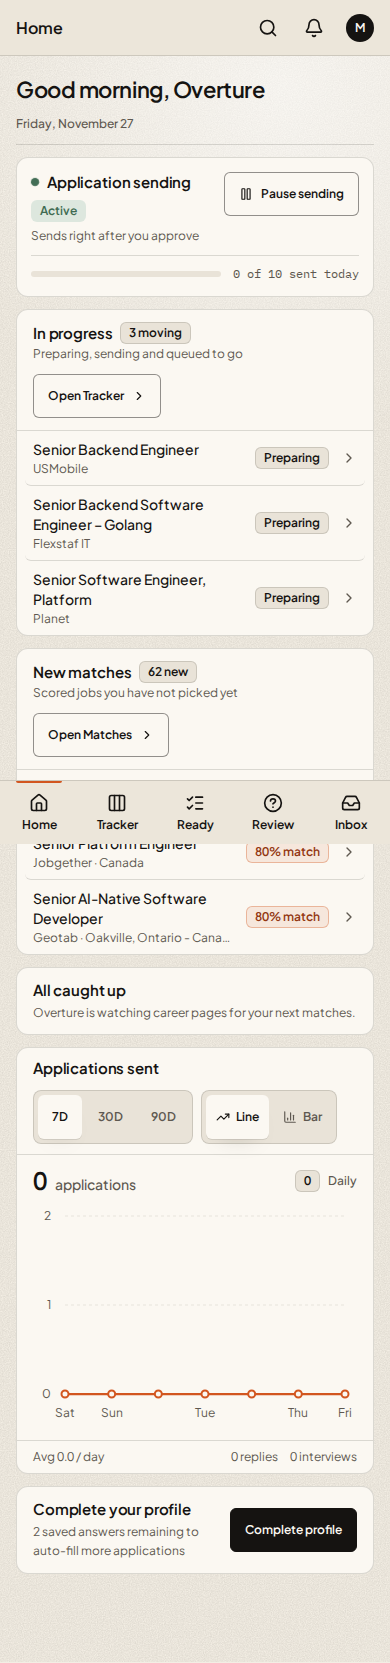 Home
M
Good morning, Overture
Friday, November 27
Application sending
Pause sending
Active
Sends right after you approve
0 of 10 sent today
In progress
3 moving
Preparing, sending and queued to go
Open Tracker
Senior Backend Engineer
USMobile
Preparing
Senior Backend Software
Engineer – Golang
Flexstaf IT
Preparing
Senior Software Engineer,
Platform
Planet
Preparing
New matches
62 new
Scored jobs you have not picked yet
Open Matches
Home
Tracker
Ready
Review
Inbox
Senior Platform Engineer
Jobgether · Canada
80% match
Senior AI-Native Software
Developer
Geotab · Oakville, Ontario - Cana…
80% match
All caught up
Overture is watching career pages for your next matches.
Applications sent
7D
30D
90D
Line
Bar
0 applications
0 Daily
2
1
0
Sat
Sun
Tue
Thu
Fri
Avg 0.0 / day
0 replies
0 interviews
Complete your profile
2 saved answers remaining to
auto-fill more applications
Complete profile